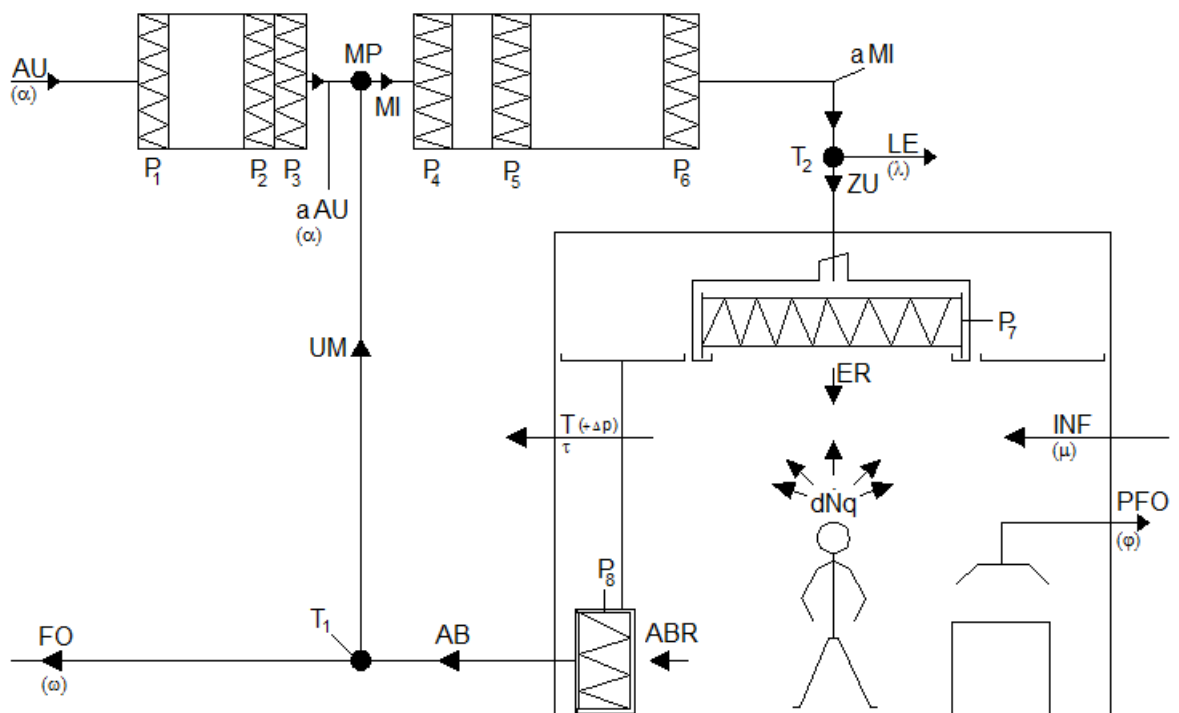 AU
(α)
P1
P2
P3
a AU
(α)
MP
MI
P4
P5
P6
a MI
T2
LE
(λ)
ZU
P7
ER
UM
T (+Δp)
τ
INF
(μ)
dNq
PFO
(φ)
P8
T1
FO
(ω)
AB
ABR